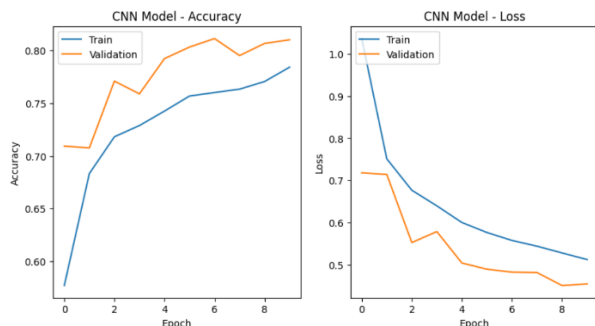 CNN Model - Accuracy
Train
Validation
0.80
0.75
0.70
0.65
0.60
Accuracy
0 2 4 6 8
Epoch
CNN Model - Loss
Train
Validation
1.0
0.9
0.8
0.7
0.6
0.5
Loss
0 2 4 6 8
Epoch